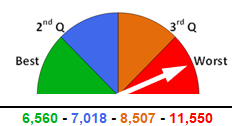 2nd Q
3rd Q
Best
Worst
6,560 - 7,018 - 8,507 - 11,550